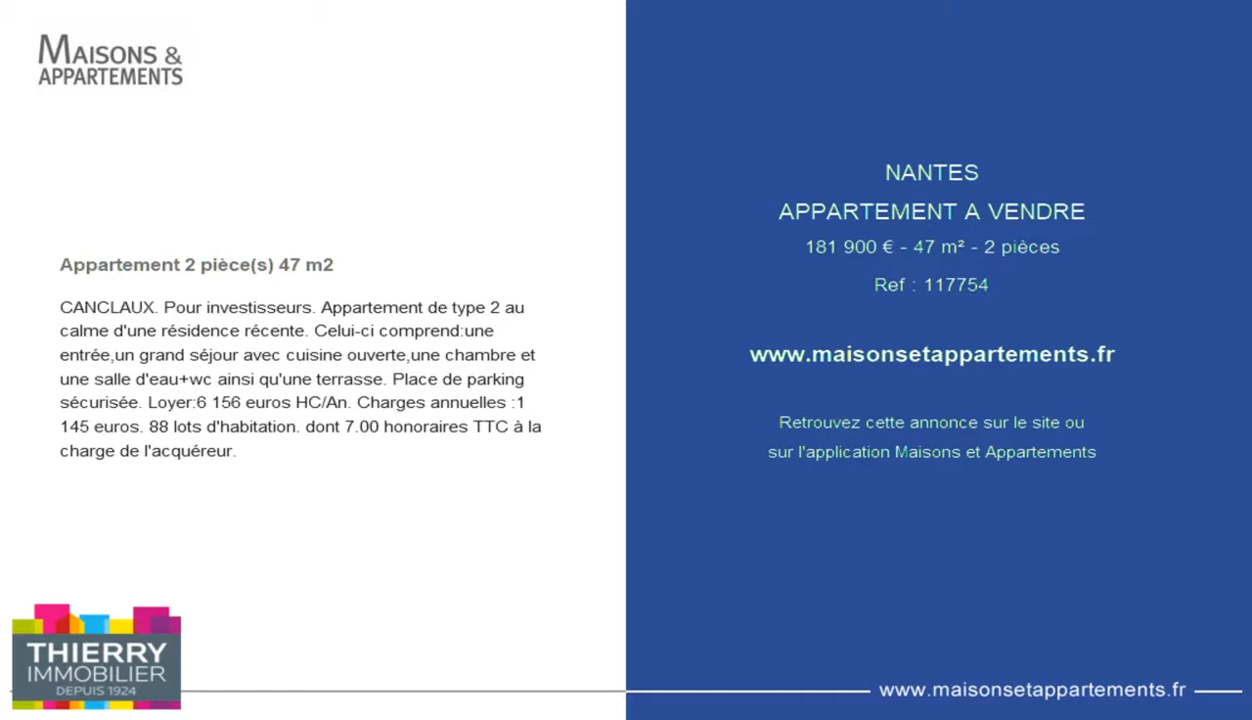 MAISONS &
APPARTEMENTS
Appartement 2 pièce(s) 47 m2
CANCLAUX. Pour investisseurs. Appartement de type 2 au
calme d'une résidence récente. Celui-ci comprend:une
entrée,un grand séjour avec cuisine ouverte,une chambre et
une salle d'eau+wc ainsi qu'une terrasse. Place de parking
sécurisée. Loyer:6 156 euros HC/An. Charges annuelles :1
145 euros. 88 lots d'habitation. dont 7.00 honoraires TTC à la
charge de l'acquéreur.
THIERRY
IMMOBILIER
DEPUIS 1924
NANTES
APPARTEMENT A VENDRE
181 900 € - 47 m² - 2 pièces
Ref : 117754
www.maisonsetappartements.fr
Retrouvez cette annonce sur le site ou
sur l'application Maisons et Appartements
www.maisonsetappartements.fr